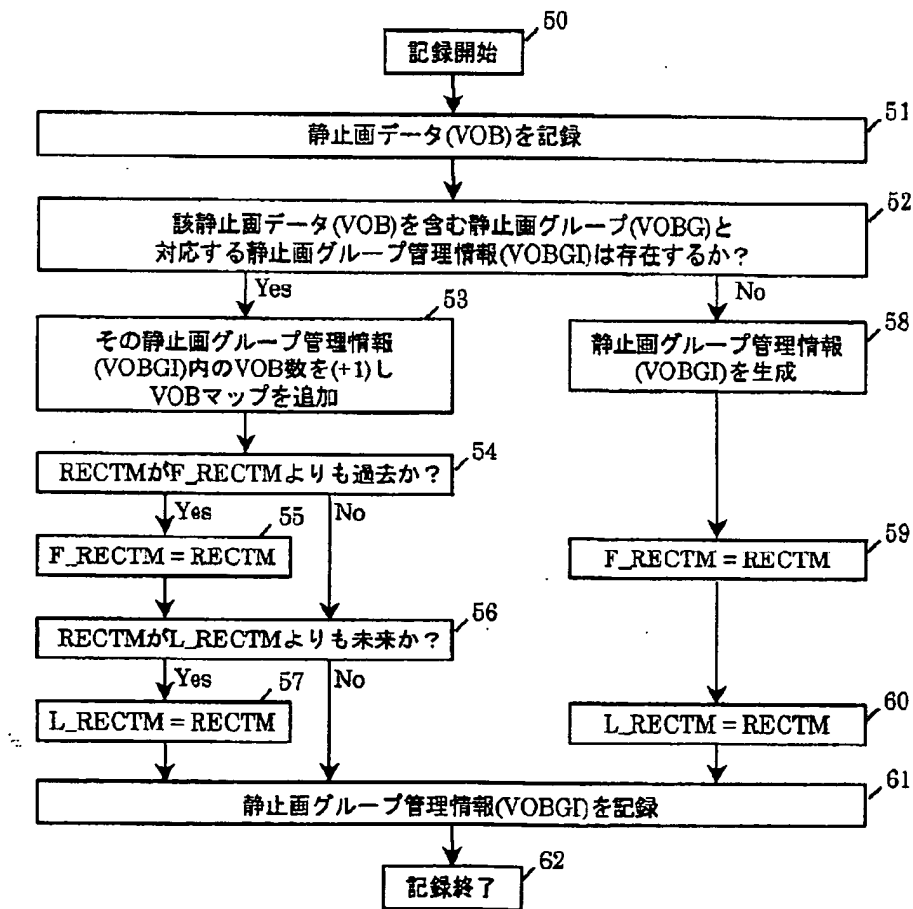 50
記録開始
51
静止画データ(VOB)を記録
52
該静止画データ(VOB)を含む静止画グループ(VOBG)と
対応する静止画グループ管理情報(VOBGI)は存在するか?
Yes
No
53
その静止画グループ管理情報
(VOBGI)内のVOB数を(+1)し
VOBマップを追加
58
静止画グループ管理情報
(VOBGI)を生成
54
RECTMがF_RECTMよりも過去か?
Yes
No
55
F_RECTM = RECTM
59
F_RECTM = RECTM
56
RECTMがL_RECTMよりも未来か?
Yes
No
57
L_RECTM = RECTM
60
L_RECTM = RECTM
61
静止画グループ管理情報(VOBGI)を記録
62
記録終了